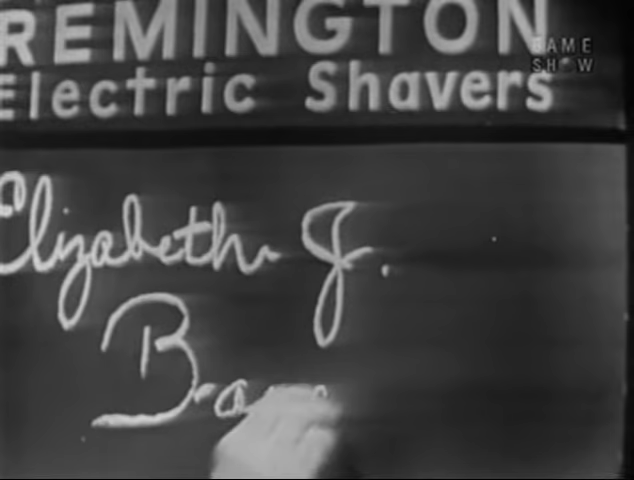 REMINGTON
Electric Shavers
GAME
SHOW
Elizabeth J.